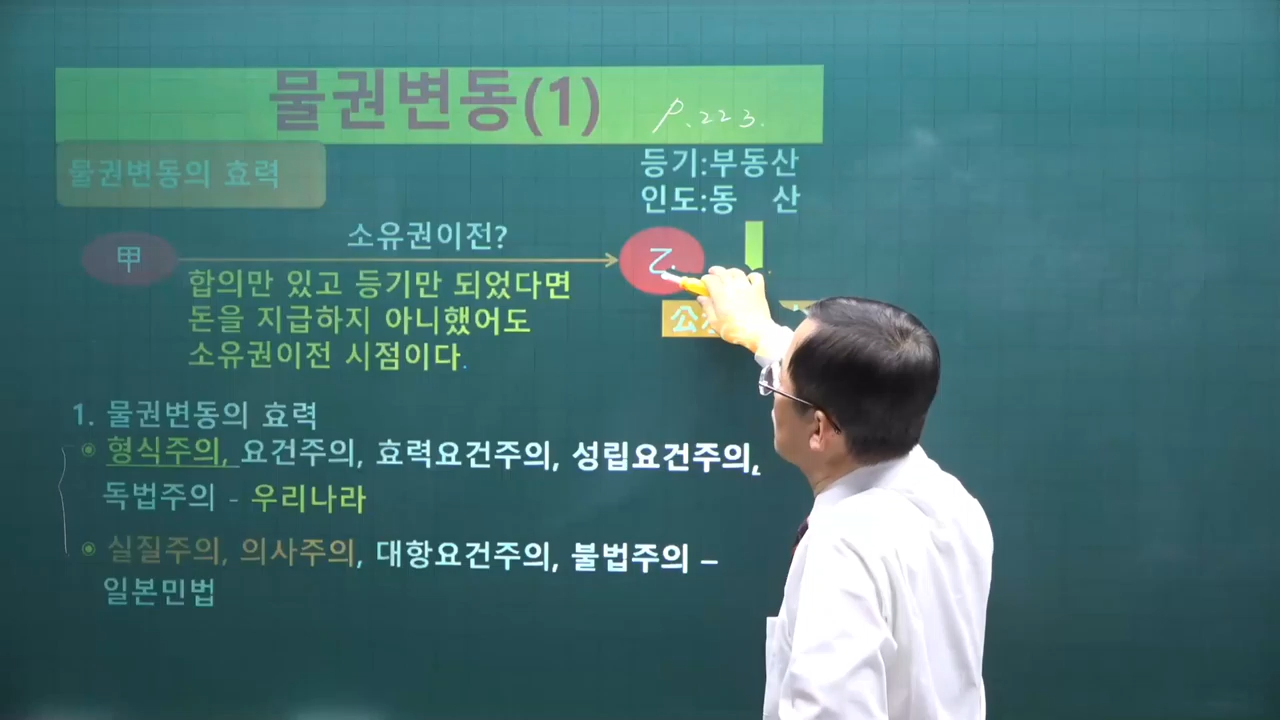 물권변동(1) P.223.
물권변동의 효력
등기:부동산
인도:동 산
소유권이전?
甲
乙
합의만 있고 등기만 되었다면
돈을 지급하지 아니했어도
소유권이전 시점이다.
公
1. 물권변동의 효력
형식주의, 요건주의, 효력요건주의, 성립요건주의,
독법주의 - 우리나라
실질주의, 의사주의, 대항요건주의, 불법주의 –
일본민법